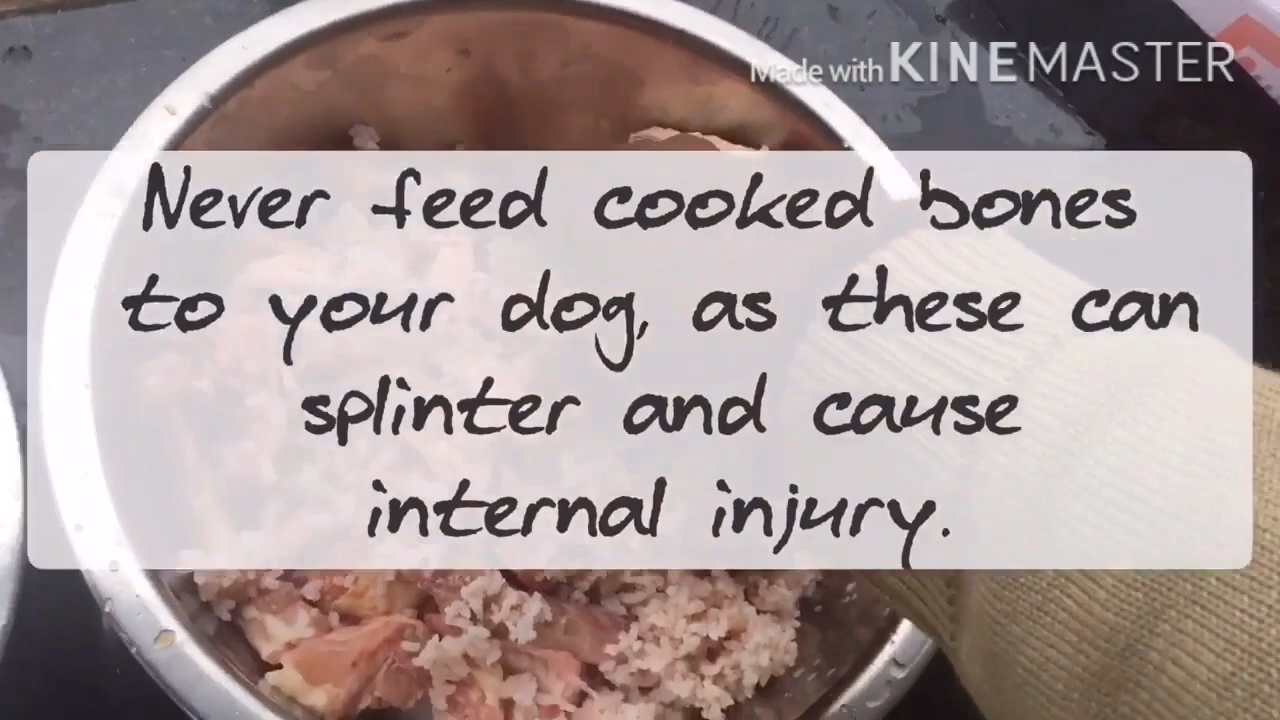 Made with KINEMASTER
Never feed cooked bones
to your dog, as these can
splinter and cause
internal injury.